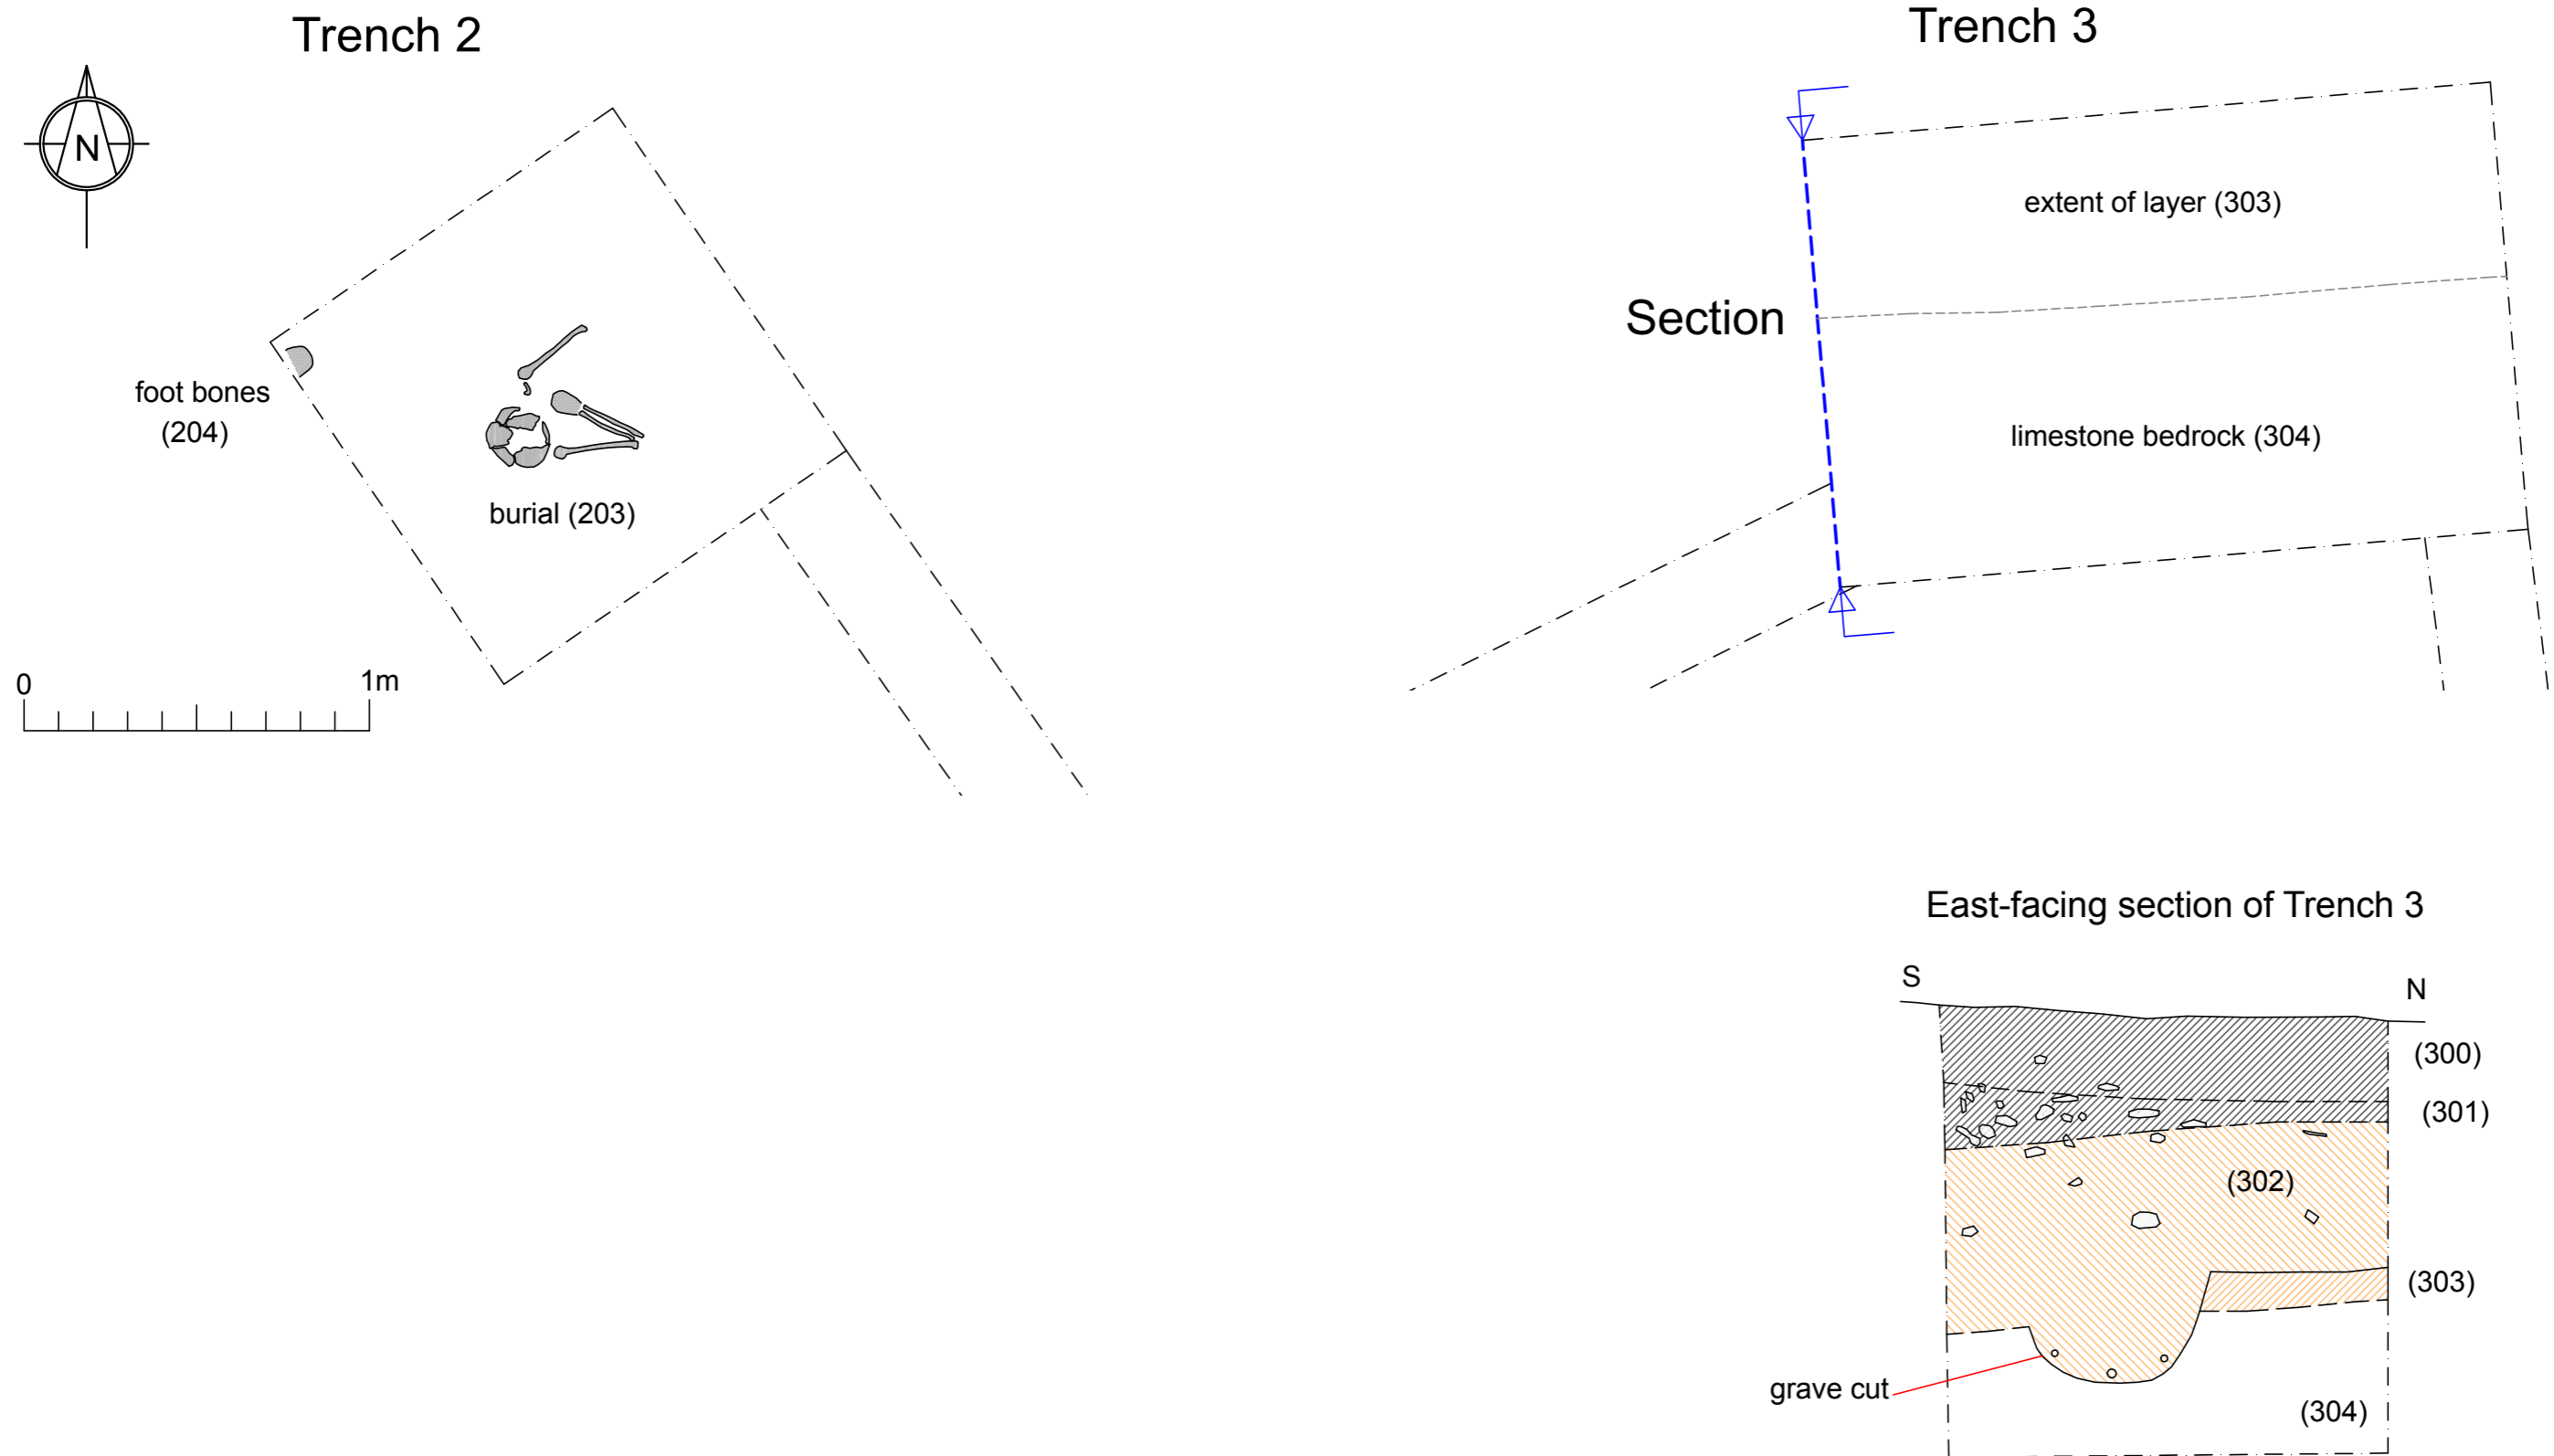 Trench 2
N
foot bones
(204)
burial (203)
0
1m
Trench 3
extent of layer (303)
Section
limestone bedrock (304)
East-facing section of Trench 3
S
N
(300)
(301)
(302)
(303)
grave cut
(304)